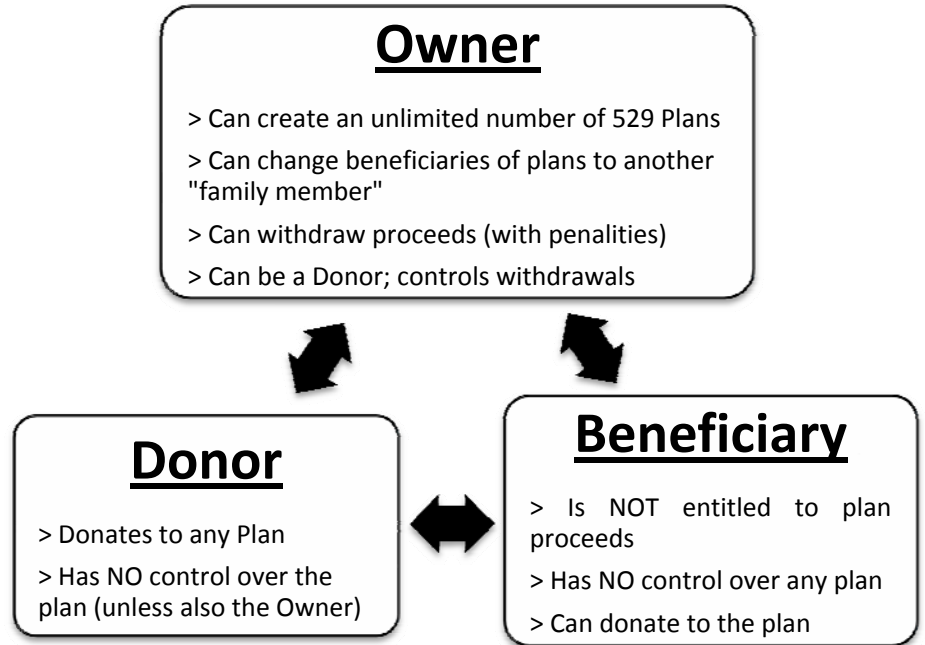 Owner
> Can create an unlimited number of 529 Plans
> Can change beneficiaries of plans to another
"family member"
> Can withdraw proceeds (with penalities)
> Can be a Donor; controls withdrawals
Donor
> Donates to any Plan
> Has NO control over the
plan (unless also the Owner)
Beneficiary
> Is NOT entitled to plan
proceeds
> Has NO control over any plan
> Can donate to the plan